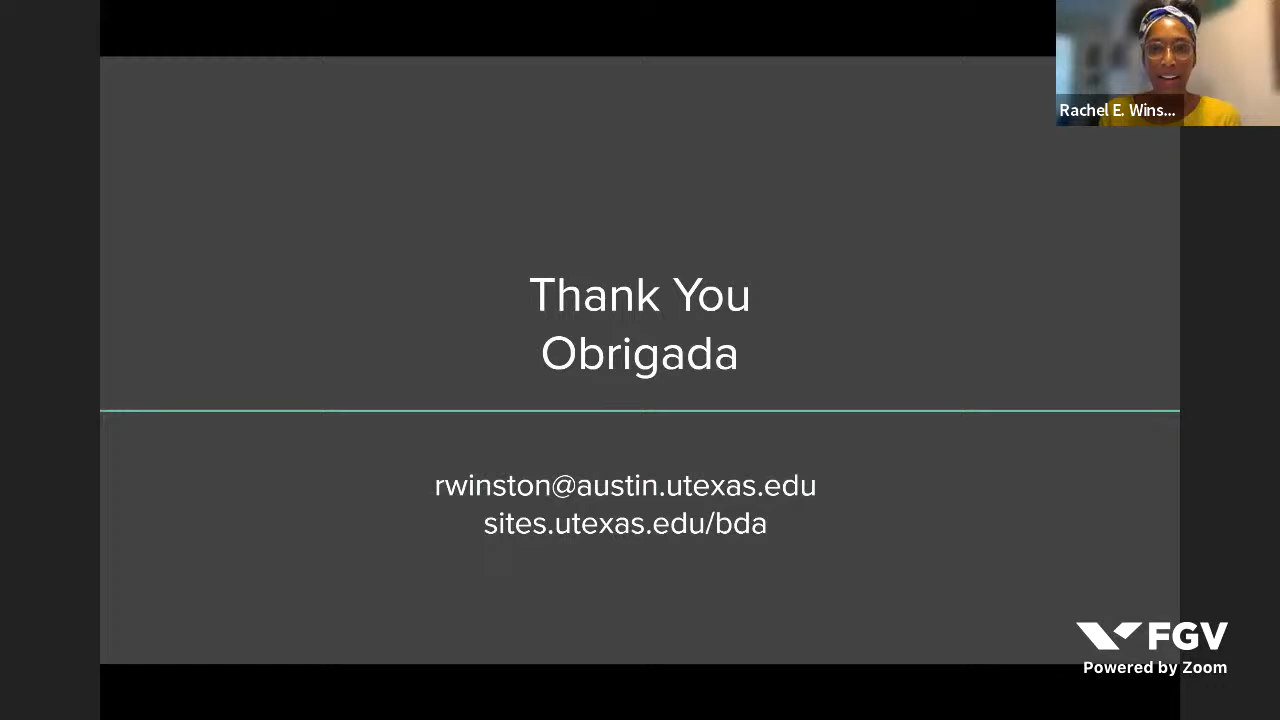 Rachel E. Wins...
Thank You
Obrigada
rwinston@austin.utexas.edu
sites.utexas.edu/bda
FGV
Powered by Zoom